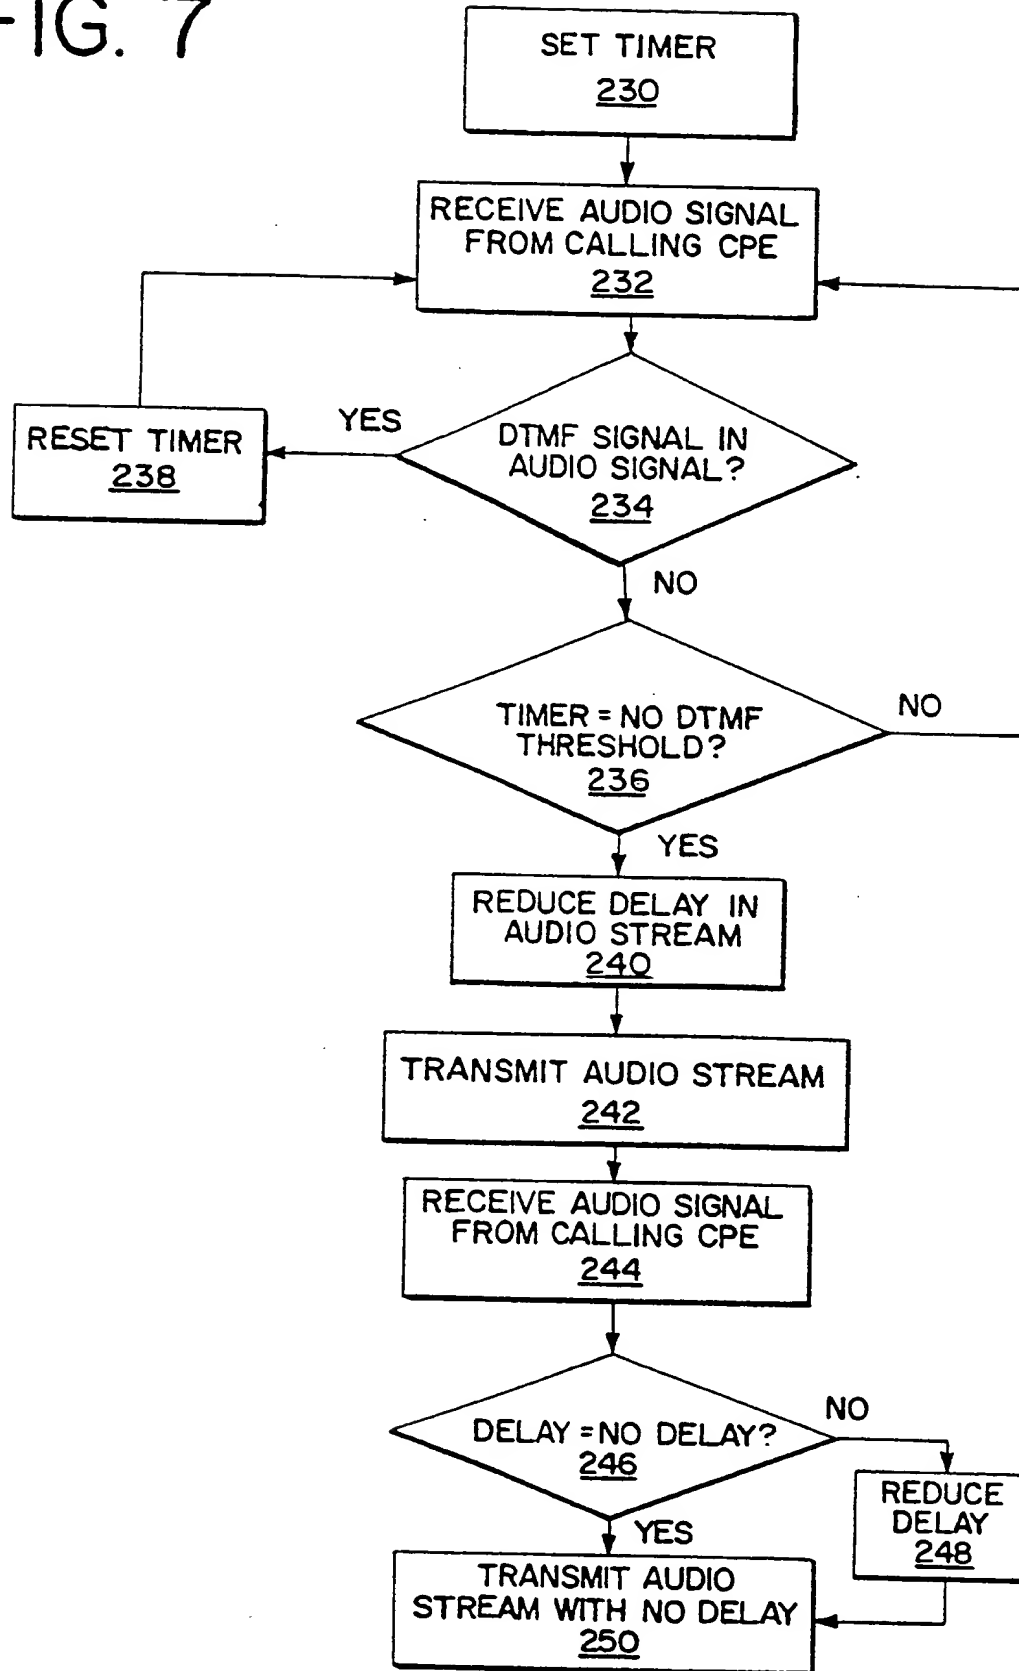 FIG. 7
SET TIMER
230
RECEIVE AUDIO SIGNAL
FROM CALLING CPE
232
YES
RESET TIMER
238
DTMF SIGNAL IN
AUDIO SIGNAL?
234
NO
TIMER = NO DTMF
THRESHOLD?
236
NO
YES
REDUCE DELAY IN
AUDIO STREAM
240
TRANSMIT AUDIO STREAM
242
RECEIVE AUDIO SIGNAL
FROM CALLING CPE
244
DELAY = NO DELAY?
246
NO
REDUCE
DELAY
248
YES
TRANSMIT AUDIO
STREAM WITH NO DELAY
250